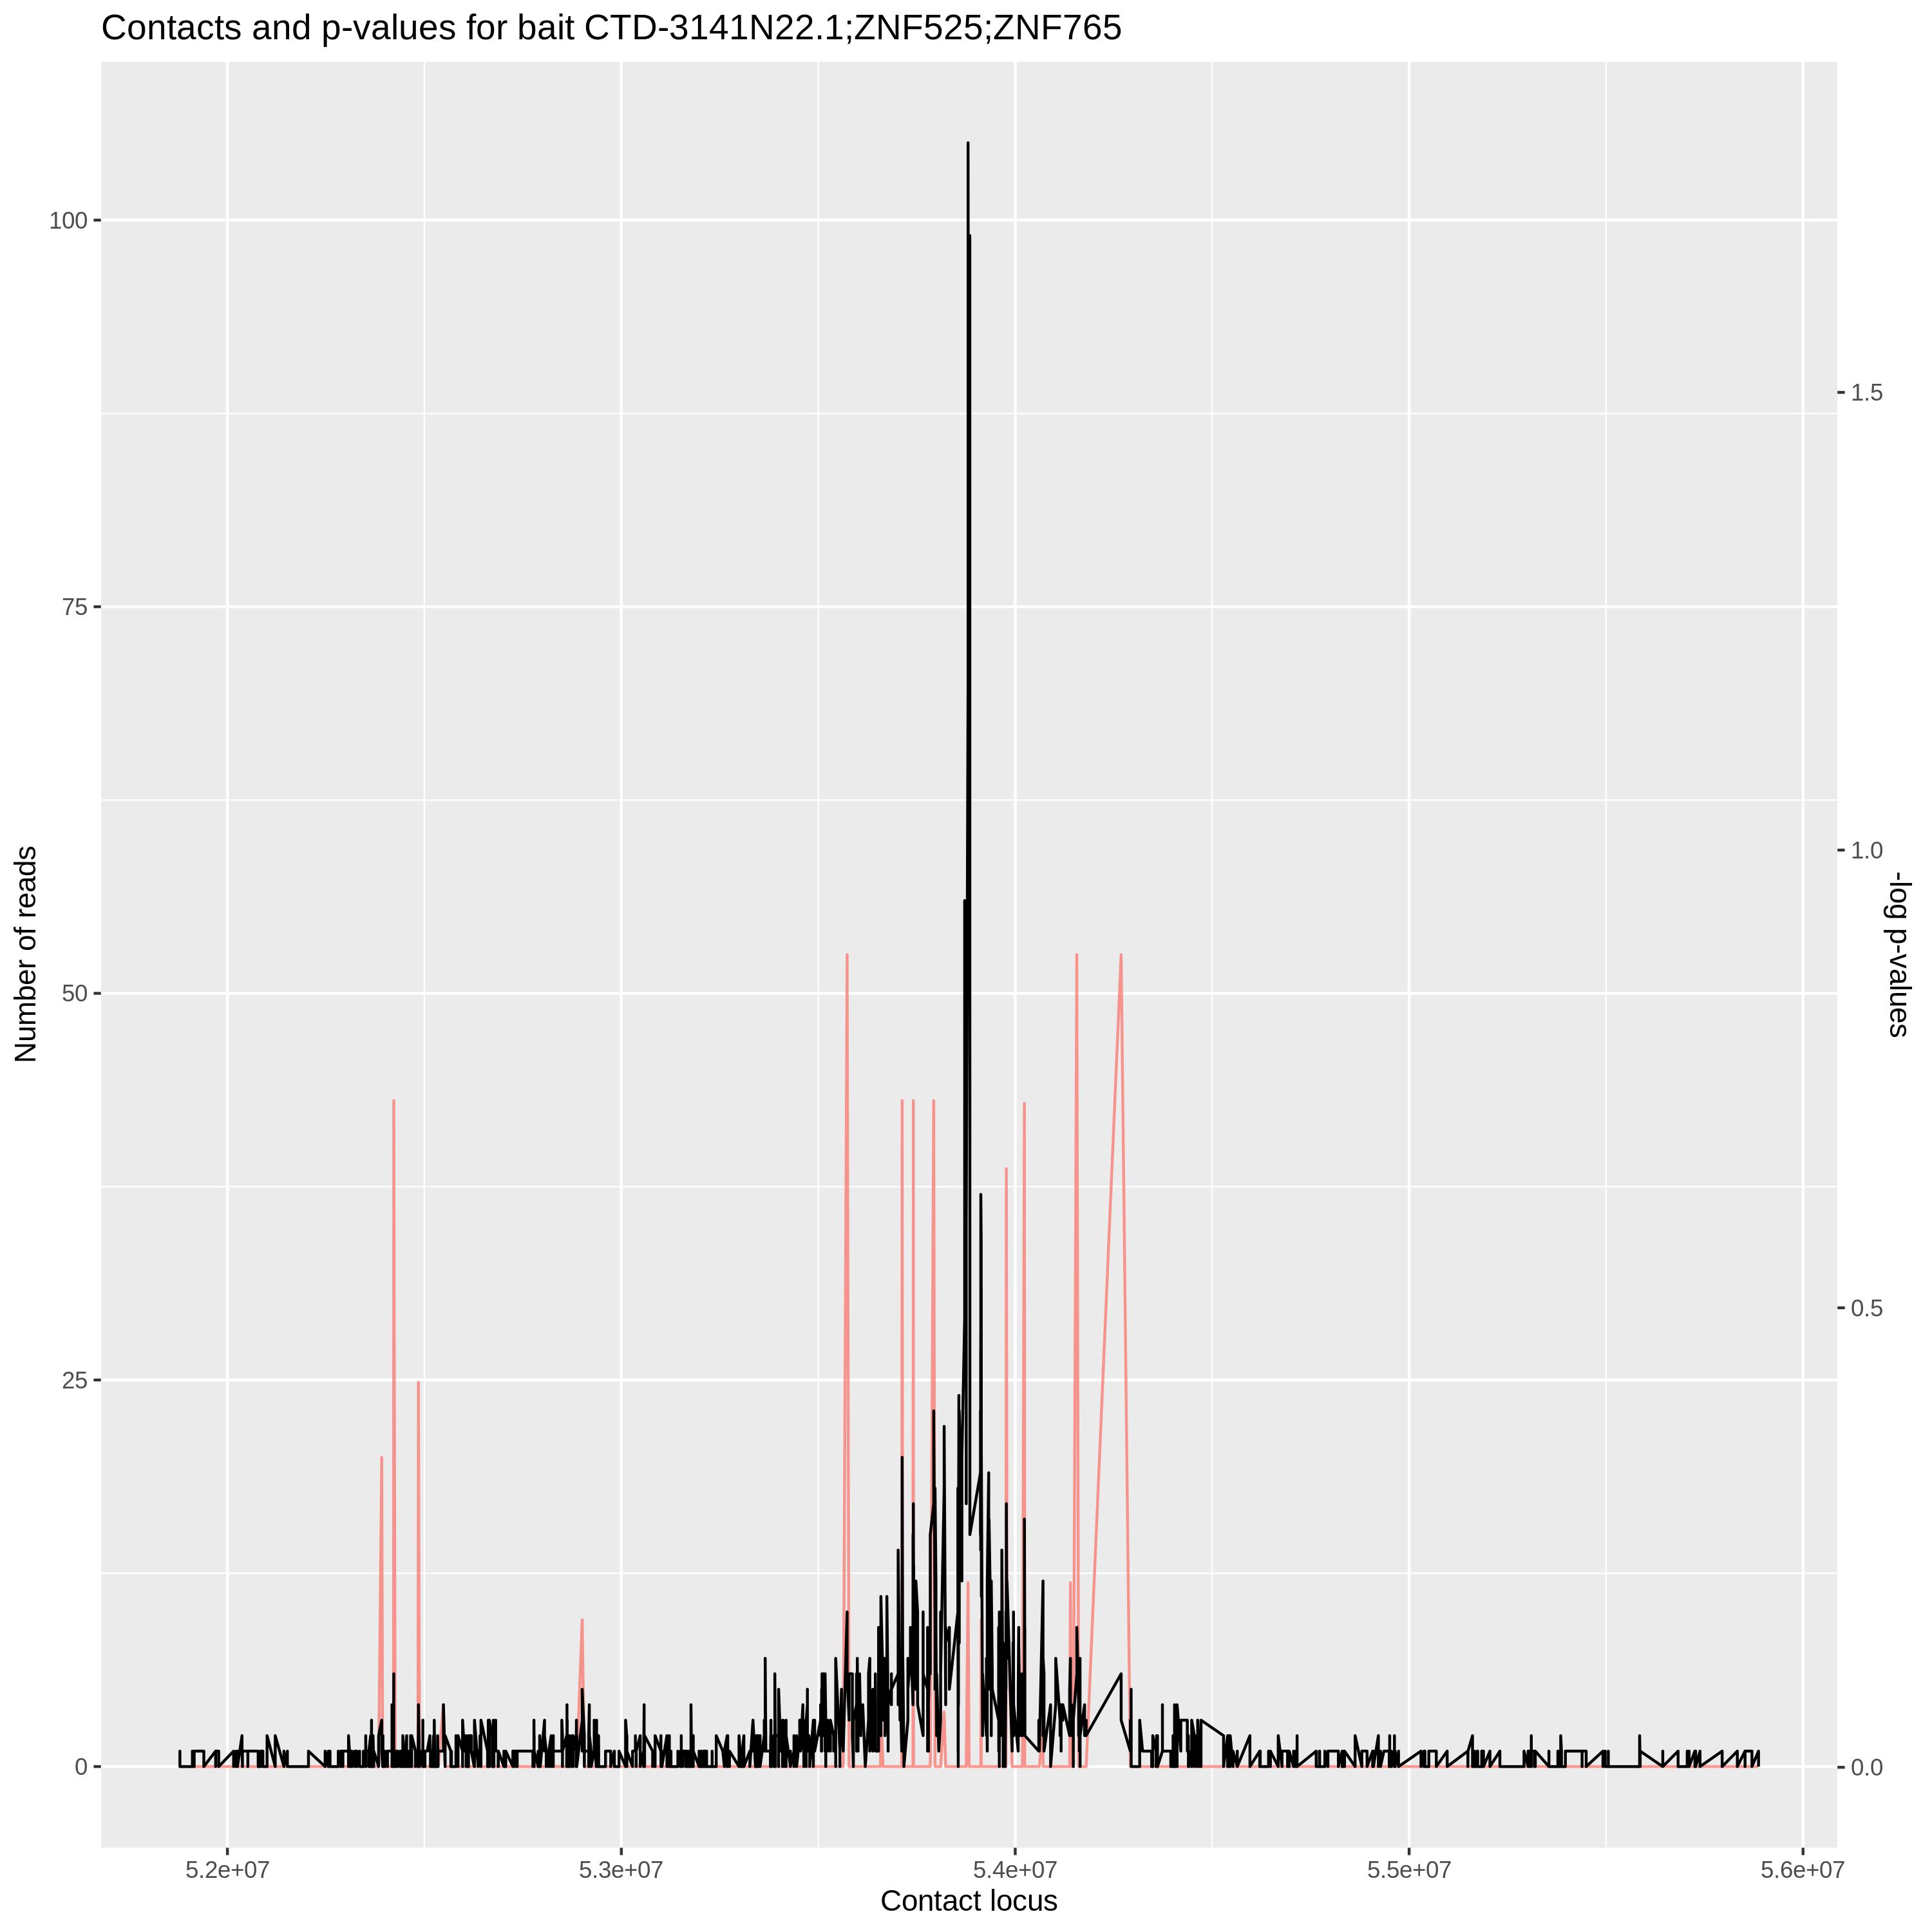 Contacts and p-values for bait CTD-3141N22.1;ZNF525;ZNF765
100
75
50
25
0
Number of reads
1.5
1.0
0.5
0.0
-log p-values
5.2e+07
5.3e+07
5.4e+07
5.5e+07
5.6e+07
Contact locus